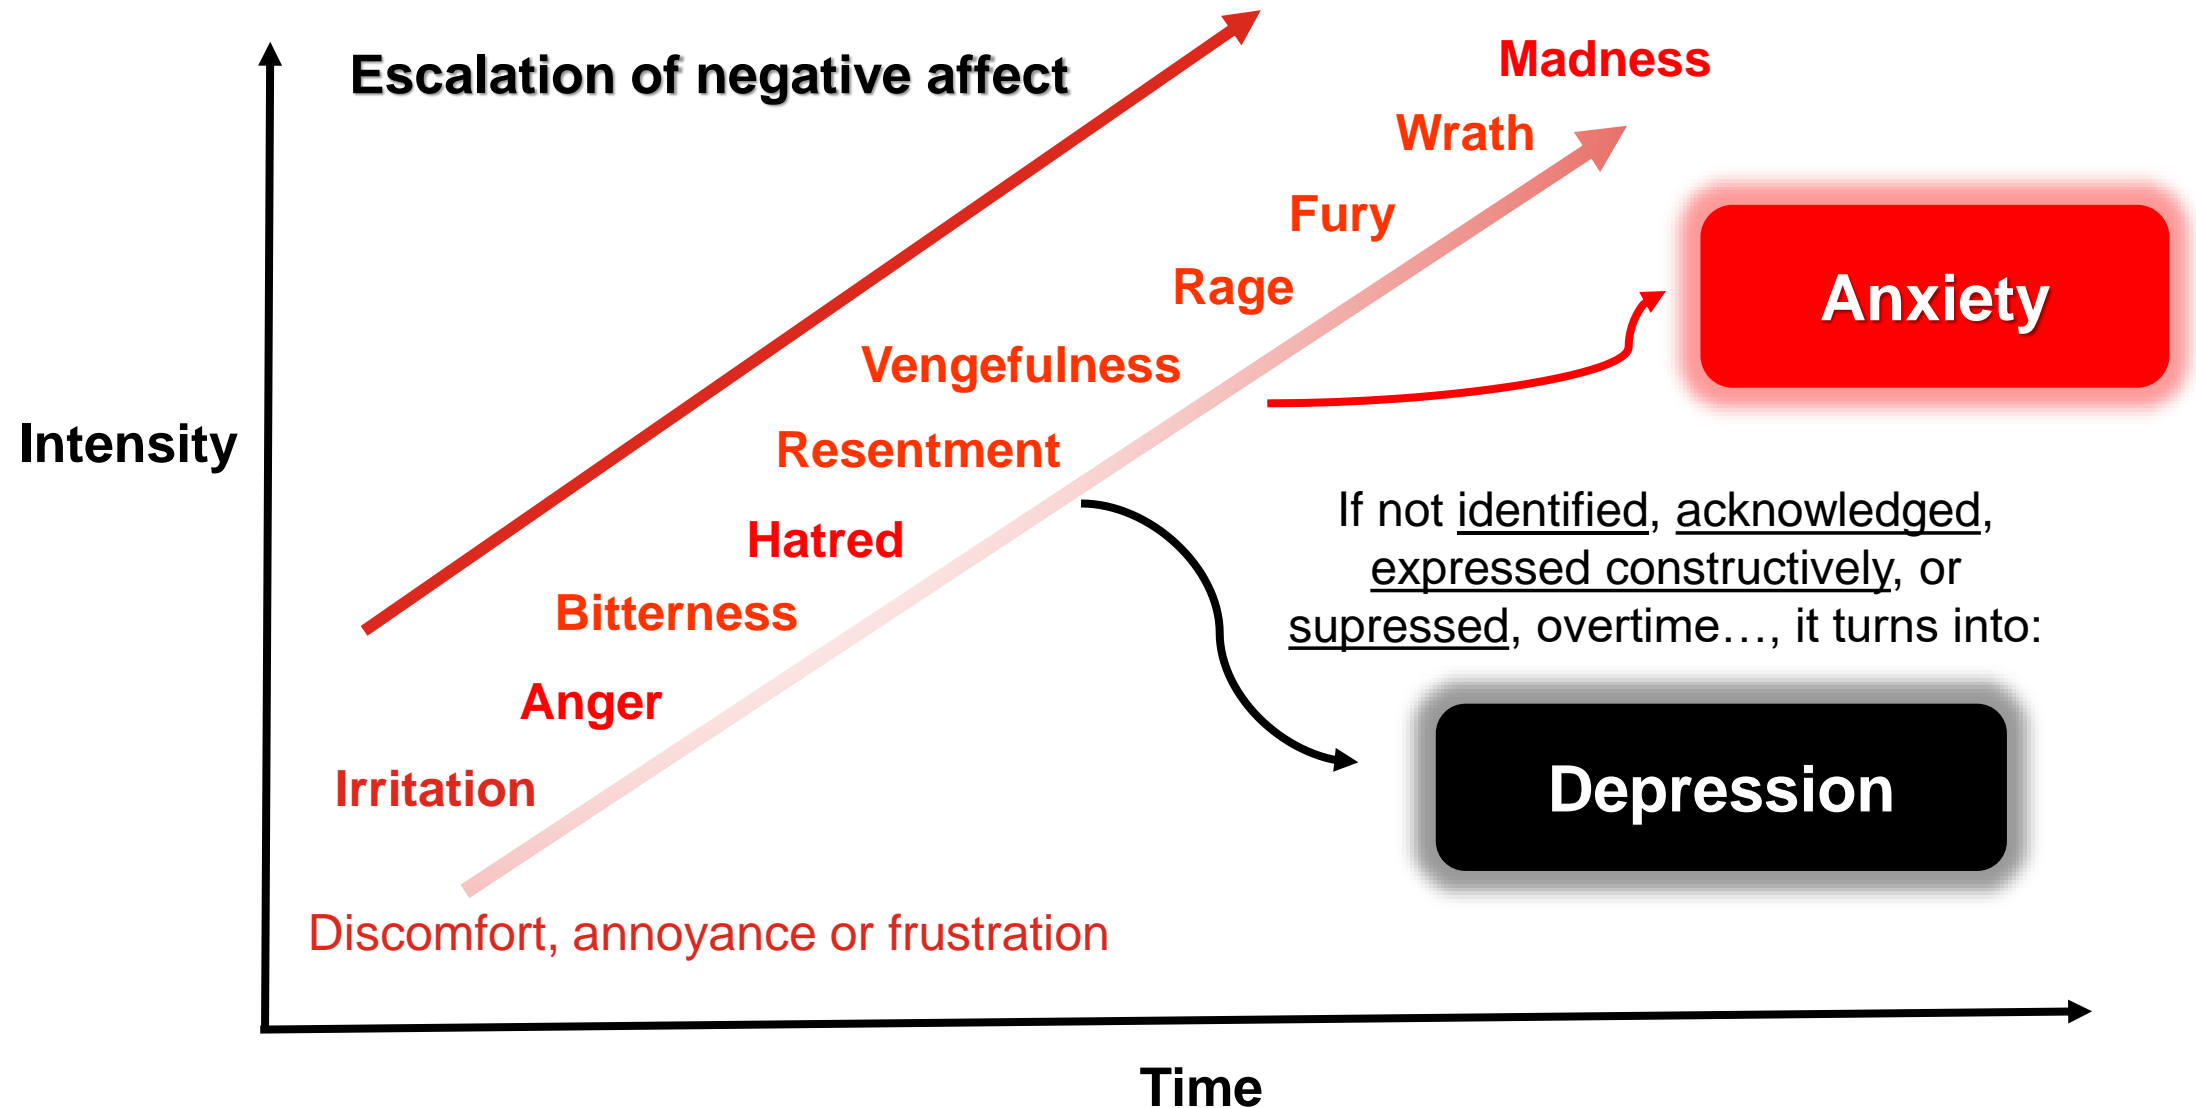 Escalation of negative affect
Madness
Wrath
Fury
Rage
Vengefulness
Resentment
Hatred
Bitterness
Anger
Irritation
Discomfort, annoyance or frustration
Intensity
Time
Anxiety
If not identified, acknowledged,
expressed constructively, or
supressed, overtime…, it turns into:
Depression